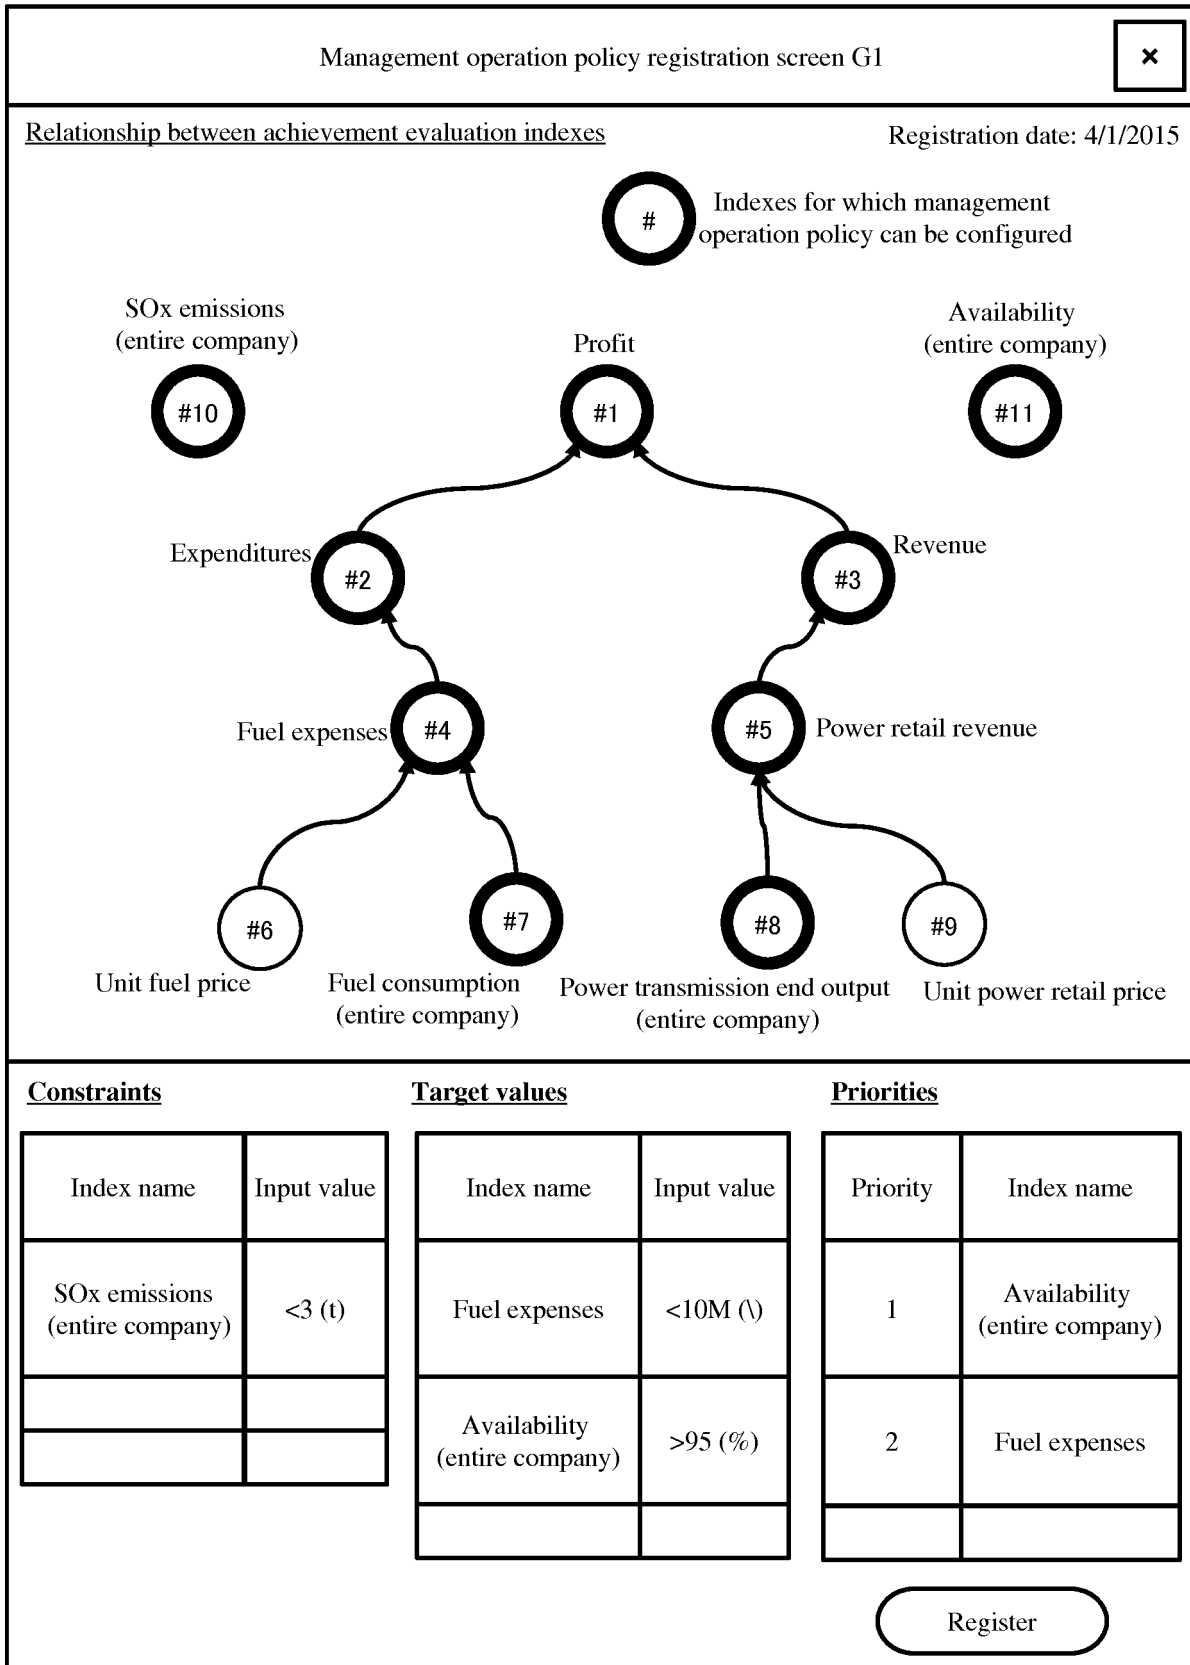 Management operation policy registration screen G1
×
Relationship between achievement evaluation indexes
Registration date: 4/1/2015
#
Indexes for which management
operation policy can be configured
SOx emissions
(entire company)
#10
Profit
#1
Availability
(entire company)
#11
Expenditures
#2
#3
Revenue
Fuel expenses
#4
#5
Power retail revenue
#6
#7
#8
#9
Unit fuel price
Fuel consumption
(entire company)
Power transmission end output
(entire company)
Unit power retail price
Constraints
Index name
Input value
SOx emissions
(entire company)
<3 (t)
Target values
Index name
Input value
Fuel expenses
<10M (\)
Availability
(entire company)
>95 (%)
Priorities
Priority
Index name
1
Availability
(entire company)
2
Fuel expenses
Register